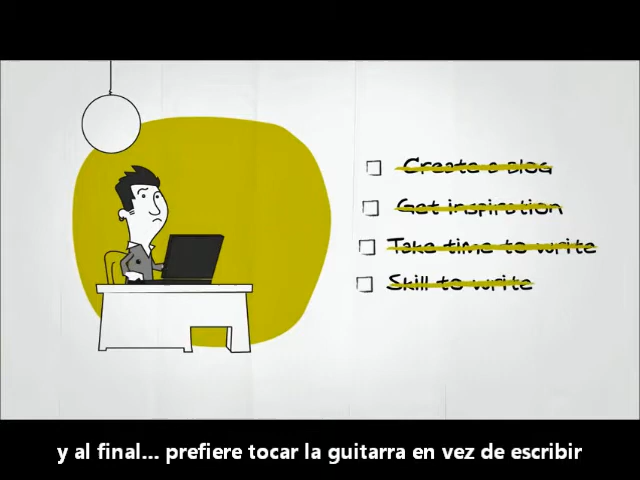 Create a blog
Get inspiration
Take time to write
Skill to write
y al final... prefiere tocar la guitarra en vez de escribir